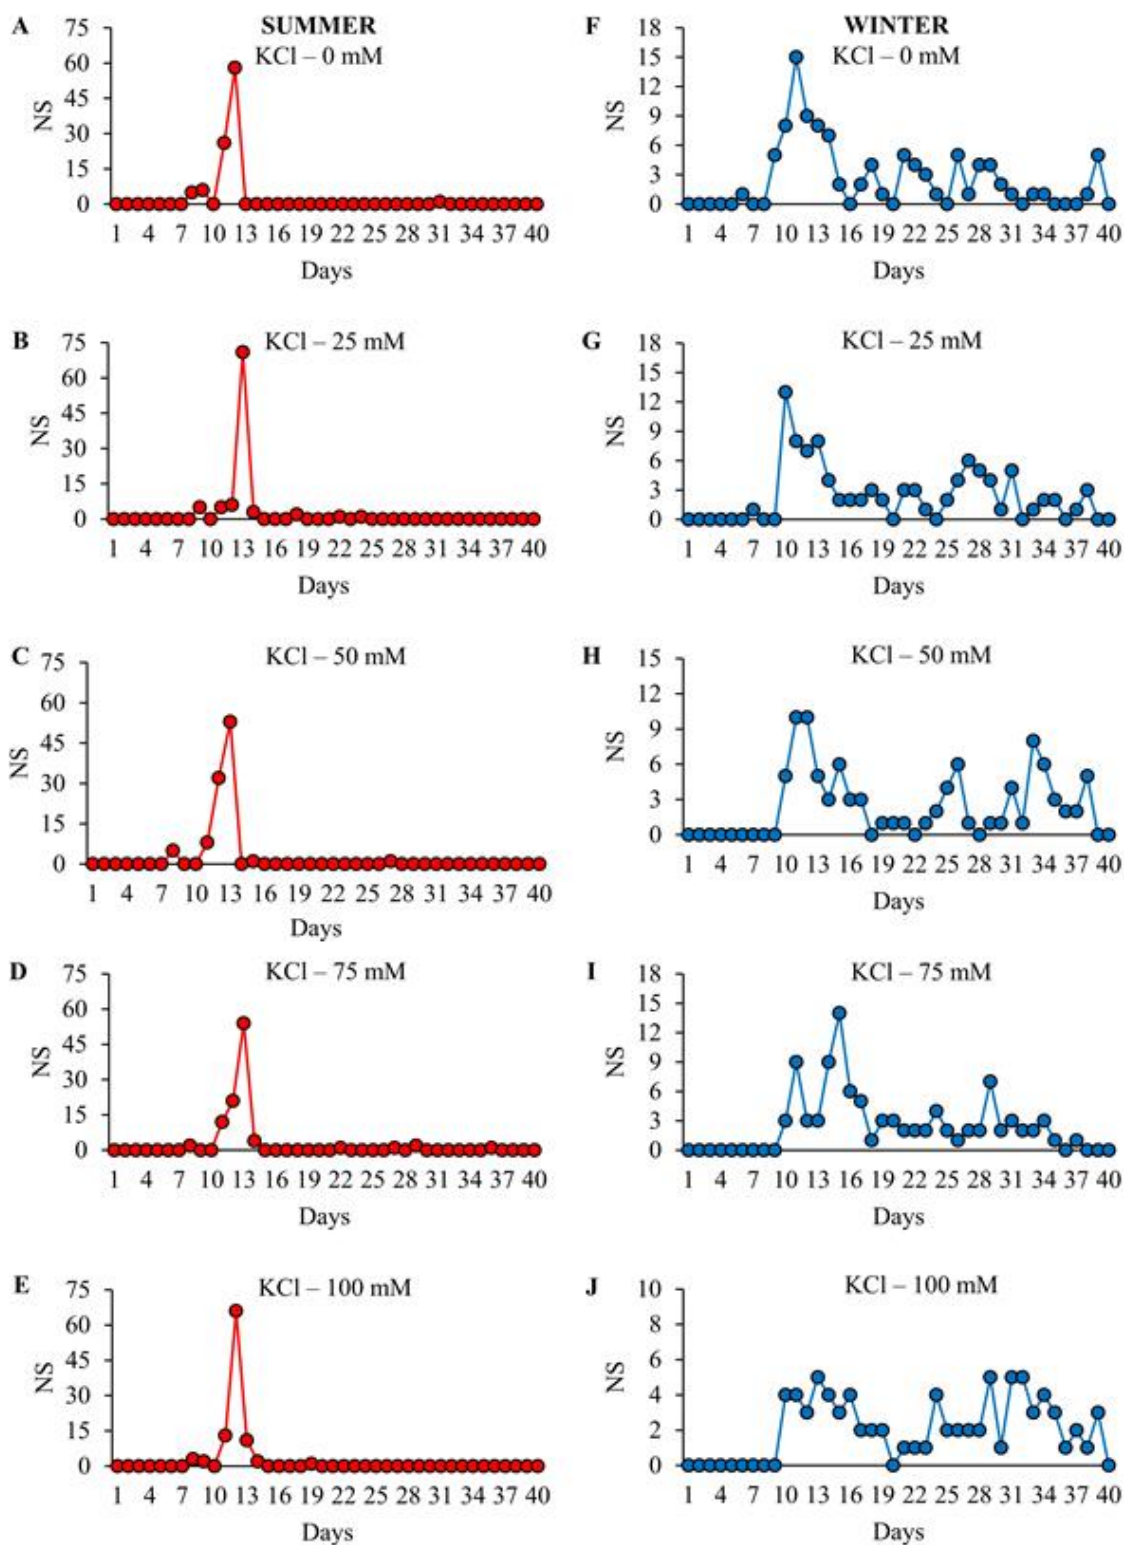 A
SUMMER
KCl – 0 mM
75
60
45
30
15
0
NS
1 4 7 10 13 16 19 22 25 28 31 34 37 40
Days
F
WINTER
KCl – 0 mM
18
15
12
9
6
3
0
NS
1 4 7 10 13 16 19 22 25 28 31 34 37 40
Days
B
KCl – 25 mM
75
60
45
30
15
0
NS
1 4 7 10 13 16 19 22 25 28 31 34 37 40
Days
G
KCl – 25 mM
18
15
12
9
6
3
0
NS
1 4 7 10 13 16 19 22 25 28 31 34 37 40
Days
C
KCl – 50 mM
75
60
45
30
15
0
NS
1 4 7 10 13 16 19 22 25 28 31 34 37 40
Days
H
KCl – 50 mM
15
12
9
6
3
0
NS
1 4 7 10 13 16 19 22 25 28 31 34 37 40
Days
D
KCl – 75 mM
75
60
45
30
15
0
NS
1 4 7 10 13 16 19 22 25 28 31 34 37 40
Days
I
KCl – 75 mM
18
15
12
9
6
3
0
NS
1 4 7 10 13 16 19 22 25 28 31 34 37 40
Days
E
KCl – 100 mM
75
60
45
30
15
0
NS
1 4 7 10 13 16 19 22 25 28 31 34 37 40
Days
J
KCl – 100 mM
10
8
6
4
2
0
NS
1 4 7 10 13 16 19 22 25 28 31 34 37 40
Days